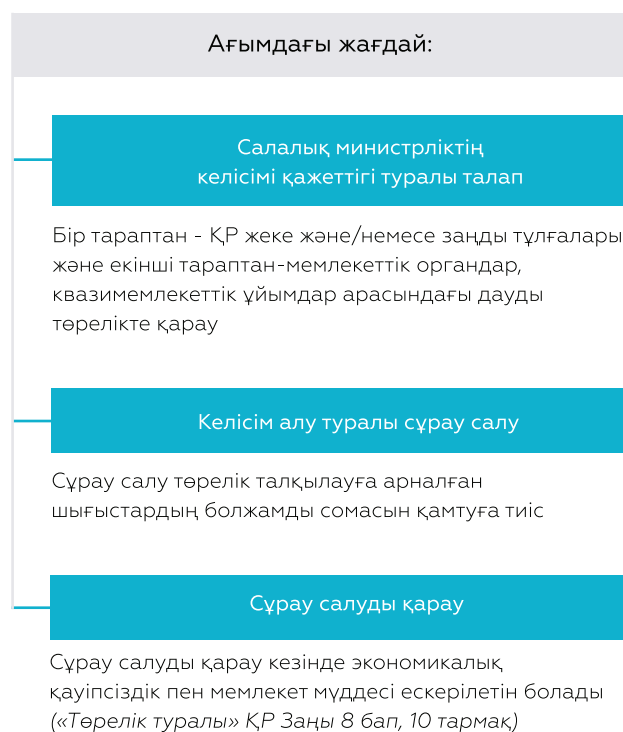 Ағымдағы жағдай:
Салалық министрліктің
келісімі қажеттігі туралы талап
Бір тараптан - ҚР жеке және/немесе заңды тұлғалары
және екінші тараптан-мемлекеттік органдар,
квазимемлекеттік ұйымдар арасындағы дауды
төрелікте қарау
Келісім алу туралы сұрау салу
Сұрау салу төрелік талқылауға арналған
шығыстардың болжамды сомасын қамтуға тиіс
Сұрау салуды қарау
Сұрау салуды қарау кезінде экономикалық
қауіпсіздік пен мемлекет мүддесі ескерілетін болады
(«Төрелік туралы» ҚР Заңы 8 бап, 10 тармақ)